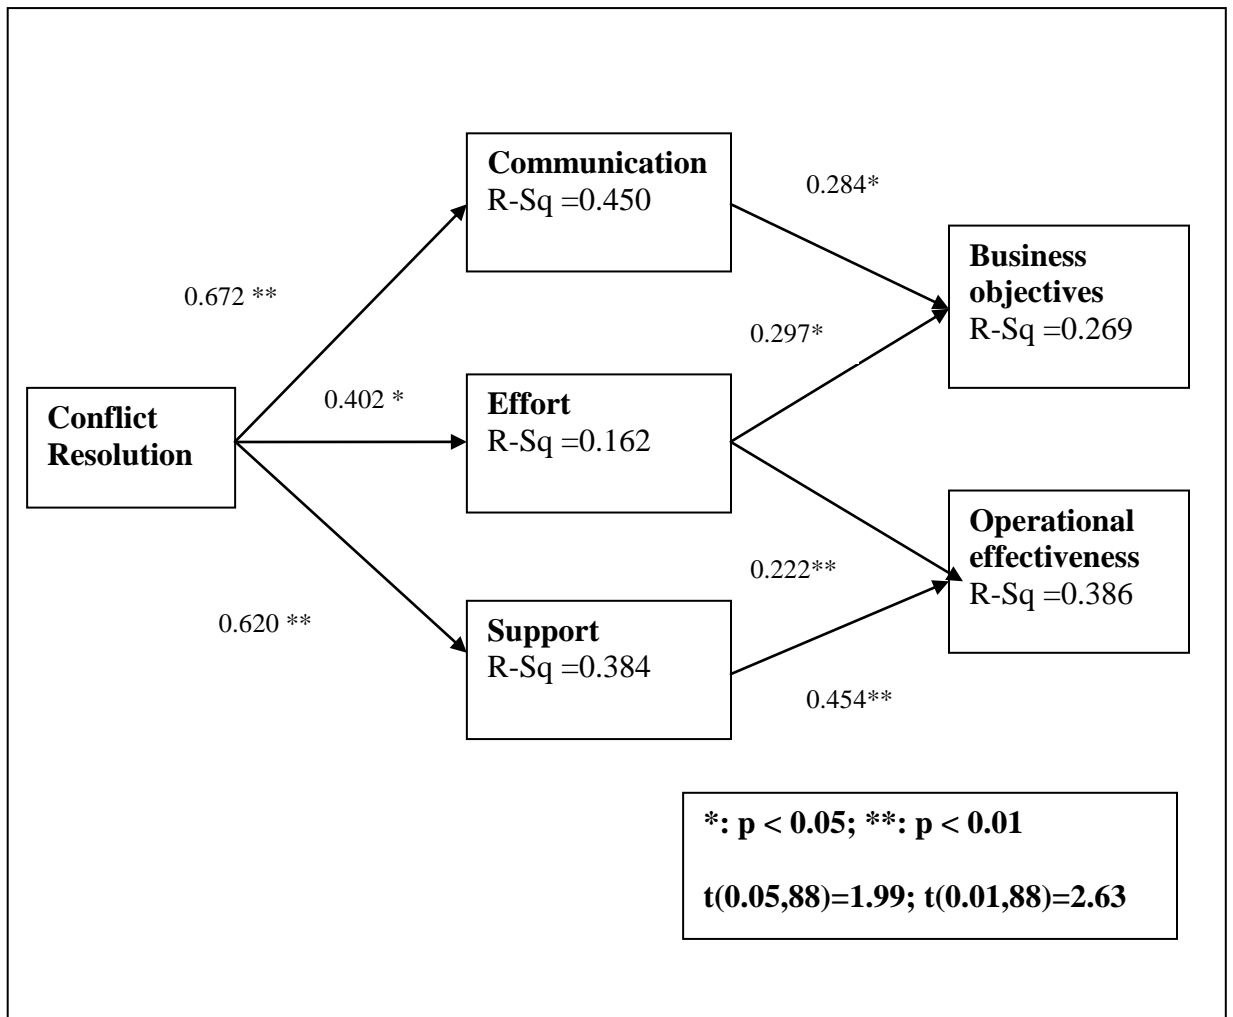 Communication
R-Sq =0.450
0.284*
Business
objectives
R-Sq =0.269
0.672 **
0.297*
0.402 *
Effort
R-Sq =0.162
Conflict
Resolution
Operational
effectiveness
R-Sq =0.386
0.222**
0.620 **
Support
R-Sq =0.384
0.454**
*: p < 0.05; **: p < 0.01
t(0.05,88)=1.99; t(0.01,88)=2.63